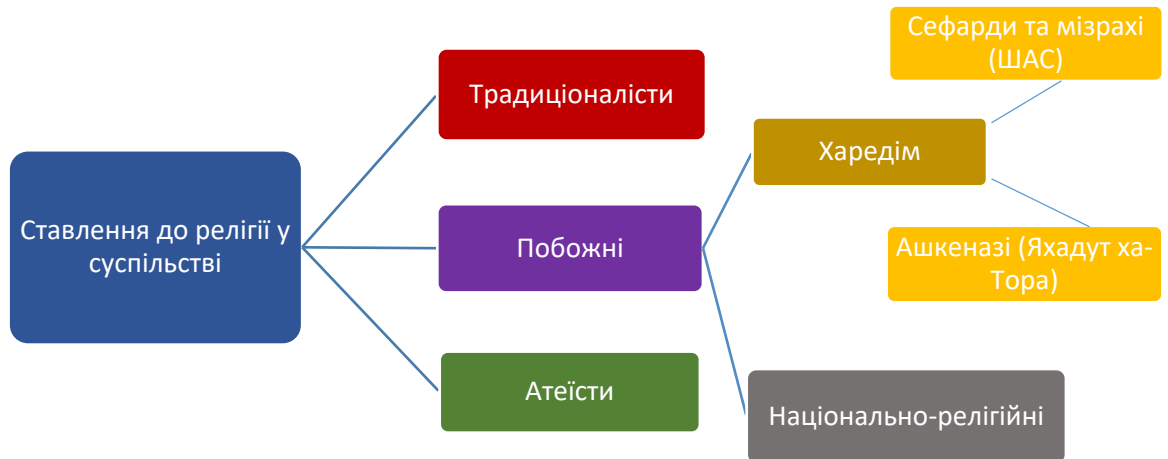 Сефарди та мізрахі
(ШАС)
Традиціоналісти
Харедім
Ставлення до релігії у
суспільстві
Побожні
Ашкеназі (Яхадут ха-
Тора)
Атеїсти
Національно-релігійні